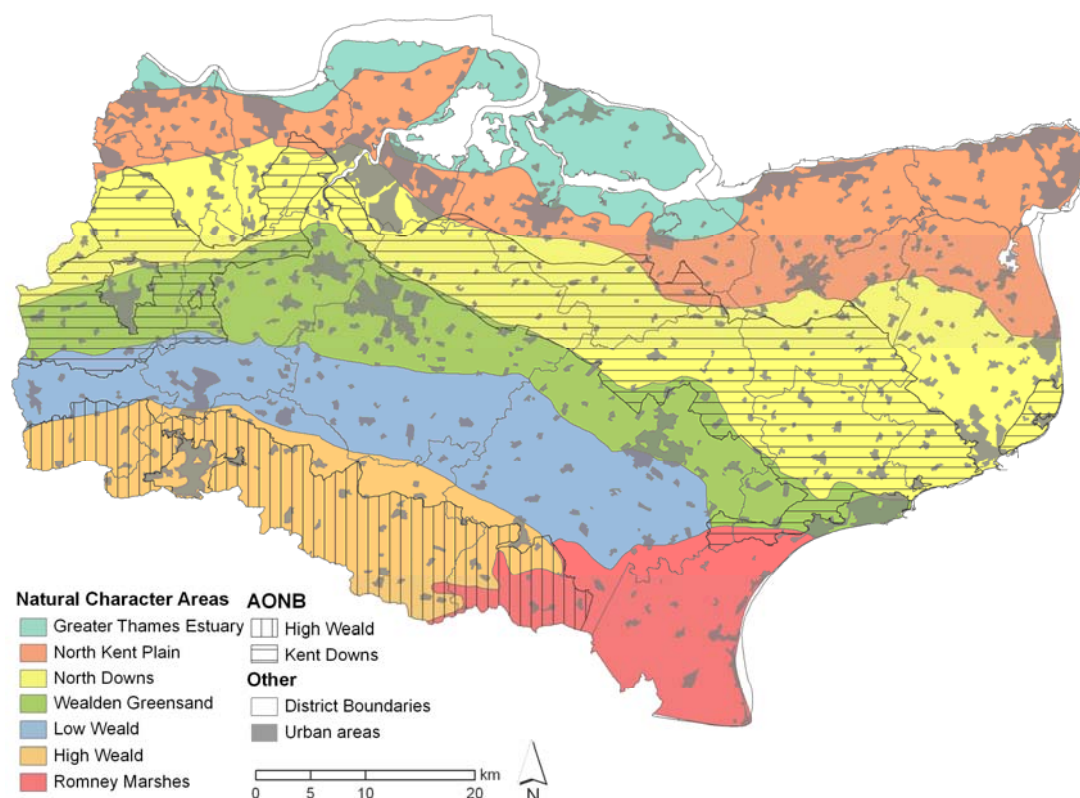 Natural Character Areas
Greater Thames Estuary
North Kent Plain
North Downs
Wealden Greensand
Low Weald
High Weald
Romney Marshes
AONB
High Weald
Kent Downs
Other
District Boundaries
Urban areas
km
0 5 10 20
N